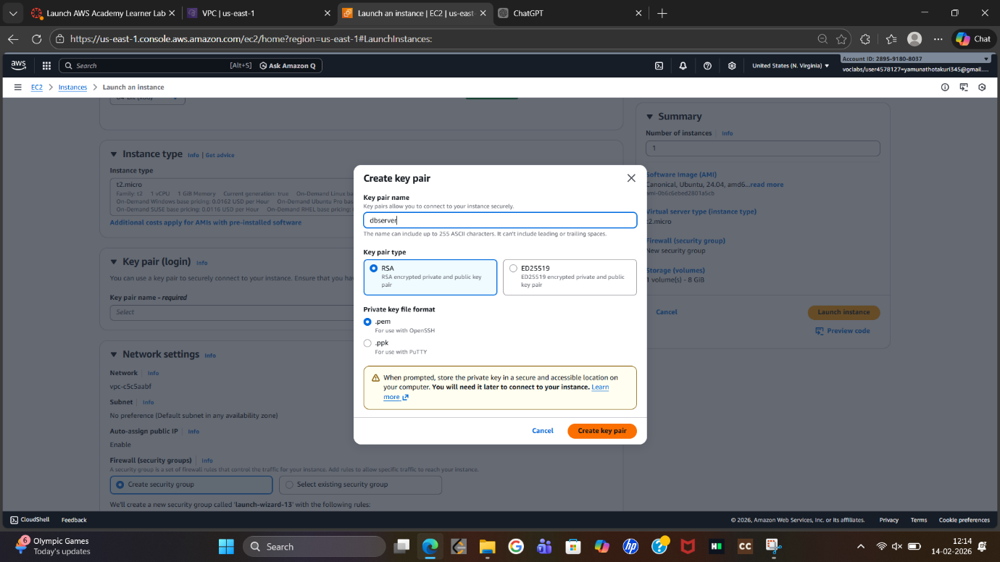 Launch AWS Academy Learner Lab
VPC | us-east-1
Launch an instance | EC2 | us-east
ChatGPT
https://us-east-1.console.aws.amazon.com/ec2/home?region=us-east-1#LaunchInstances:
Chat
aws
Search [Alt+S] Ask Amazon Q
United States (N. Virginia)
Account ID: 2895-9180-8037
voclabs/user4578127=yamunathotakuri345@gmail....
EC2 > Instances > Launch an instance
Instance type Info | Get advice
Instance type
t2.micro
Family: t2 1 vCPU 1 GiB Memory Current generation: true On-Demand Linux
On-Demand Windows base pricing: 0.0162 USD per Hour On-Demand Ubuntu Pro
On-Demand SUSE base pricing: 0.0116 USD per Hour On-Demand RHEL base pricing:
Additional costs apply for AMIs with pre-installed software
Key pair (login) Info
You can use a key pair to securely connect to your instance. Ensure that you
Key pair name - required
Select
Network settings Info
Network Info
vpc-c5c5aabf
Subnet Info
No preference (Default subnet in any availability zone)
Auto-assign public IP Info
Enable
Firewall (security groups) Info
A security group is a set of firewall rules that control the traffic for your instance. Add rules to allow specific traffic to reach your instance.
Create security group
Select existing security group
We'll create a new security group called 'launch-wizard-13' with the following rules:
Create key pair
Key pair name
Key pairs allow you to connect to your instance securely.
dbserver
The name can include up to 255 ASCII characters. It can't include leading or trailing spaces.
Key pair type
RSA
RSA encrypted private and public key
pair
ED25519
ED25519 encrypted private and public
key pair
Private key file format
.pem
For use with OpenSSH
.ppk
For use with PuTTY
When prompted, store the private key in a secure and accessible location on
your computer. You will need it later to connect to your instance. Learn
more
Cancel
Create key pair
Summary
Number of instances Info
1
Software Image (AMI)
Canonical, Ubuntu, 24.04, amd6...read more
ami-0b6c6ebed2801a5cb
Virtual server type (instance type)
t2.micro
Firewall (security group)
New security group
Storage (volumes)
1 volume(s) - 8 GiB
Cancel
Launch instance
Preview code
CloudShell Feedback
© 2026, Amazon Web Services, Inc. or its affiliates. Privacy Terms Cookie preferences
6
Olympic Games
Today's updates
Search
hp
CC
12:14
14-02-2026